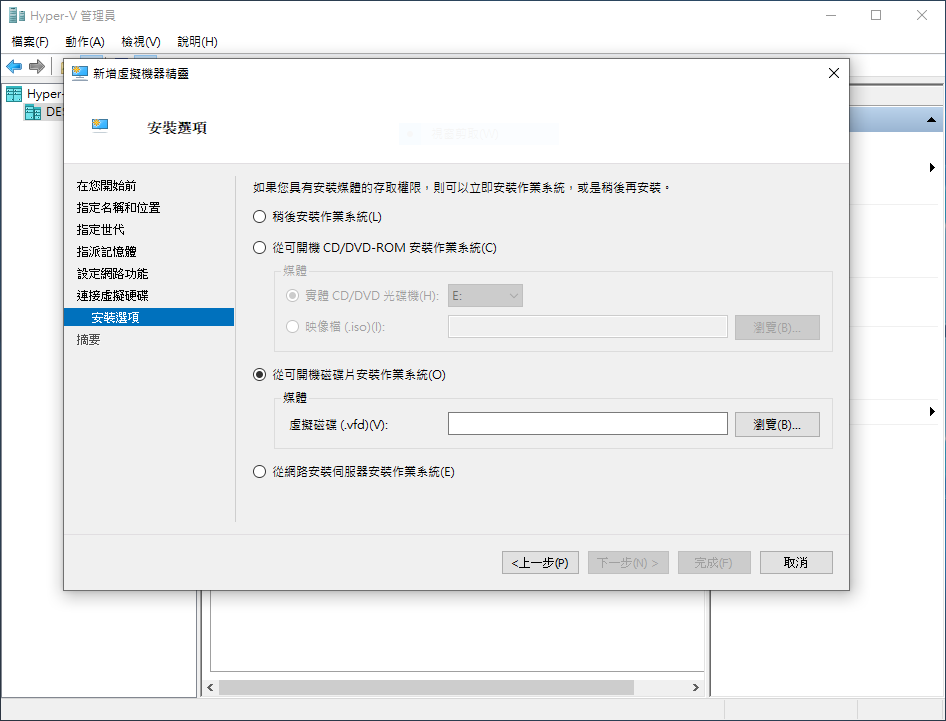 Hyper-V 管理員
檔案(F) 動作(A) 檢視(V) 說明(H)
Hyper-
DE
新增虛擬機器精靈
安裝選項
在您開始前
指定名稱和位置
指定世代
指派記憶體
設定網路功能
連接虛擬硬碟
安裝選項
摘要
如果您具有安裝媒體的存取權限，則可以立即安裝作業系統，或是稍後再安裝。
稍後安裝作業系統(L)
從可開機 CD/DVD-ROM 安裝作業系統(C)
媒體
實體 CD/DVD 光碟機(H): E:
映像檔 (.iso)(I): 瀏覽(B)...
從可開機磁碟片安裝作業系統(O)
媒體
虛擬磁碟 (.vfd)(V): 瀏覽(B)...
從網路安裝伺服器安裝作業系統(E)
<上一步(P) 下一步(N) > 完成(F) 取消